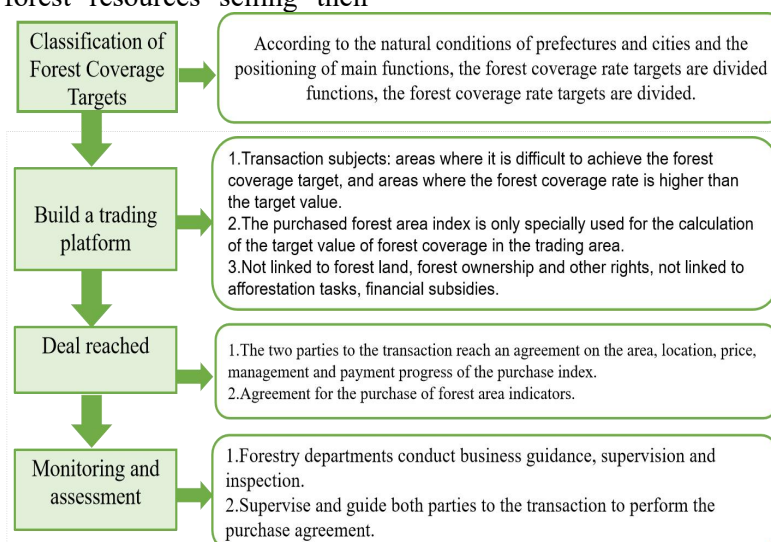 forest resources selling their
Classification of
Forest Coverage
Targets
According to the natural conditions of prefectures and cities and the
positioning of main functions, the forest coverage rate targets are divided
functions, the forest coverage rate targets are divided.
Build a trading
platform
1.Transaction subjects: areas where it is difficult to achieve the forest
coverage target, and areas where the forest coverage rate is higher than
the target value.
2.The purchased forest area index is only specially used for the calculation
of the target value of forest coverage in the trading area.
3.Not linked to forest land, forest ownership and other rights, not linked to
afforestation tasks, financial subsidies.
Deal reached
1.The two parties to the transaction reach an agreement on the area, location, price,
management and payment progress of the purchase index.
2.Agreement for the purchase of forest area indicators.
Monitoring and
assessment
1.Forestry departments conduct business guidance, supervision and
inspection.
2.Supervise and guide both parties to the transaction to perform the
purchase agreement.